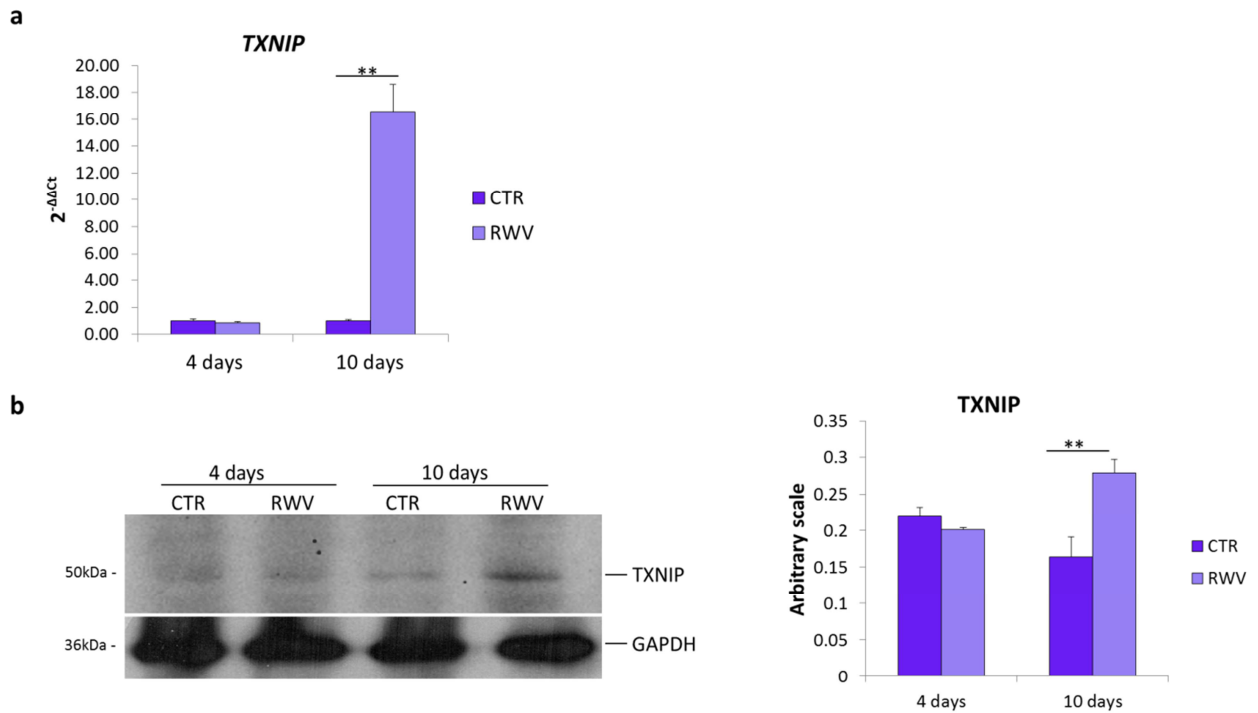 a
TXNIP
20.00
18.00
16.00
14.00
12.00
10.00
8.00
6.00
4.00
2.00
0.00
2^-ΔΔCt
**
CTR
RWV
4 days 10 days
b
4 days 10 days
CTR RWV CTR RWV
50kDa - TXNIP
36kDa - GAPDH
TXNIP
0.35
0.3
0.25
0.2
0.15
0.1
0.05
0
Arbitrary scale
**
CTR
RWV
4 days 10 days